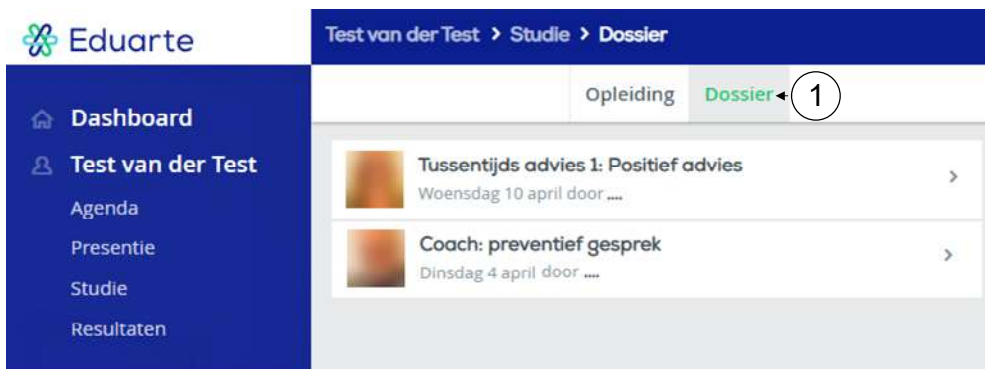 Eduarte
Test van der Test > Studie > Dossier
Opleiding Dossier 1
Dashboard
Test van der Test
Agenda
Presentie
Studie
Resultaten
Tussentijds advies 1: Positief advies
Woensdag 10 april door ....
Coach: preventief gesprek
Dinsdag 4 april door ....